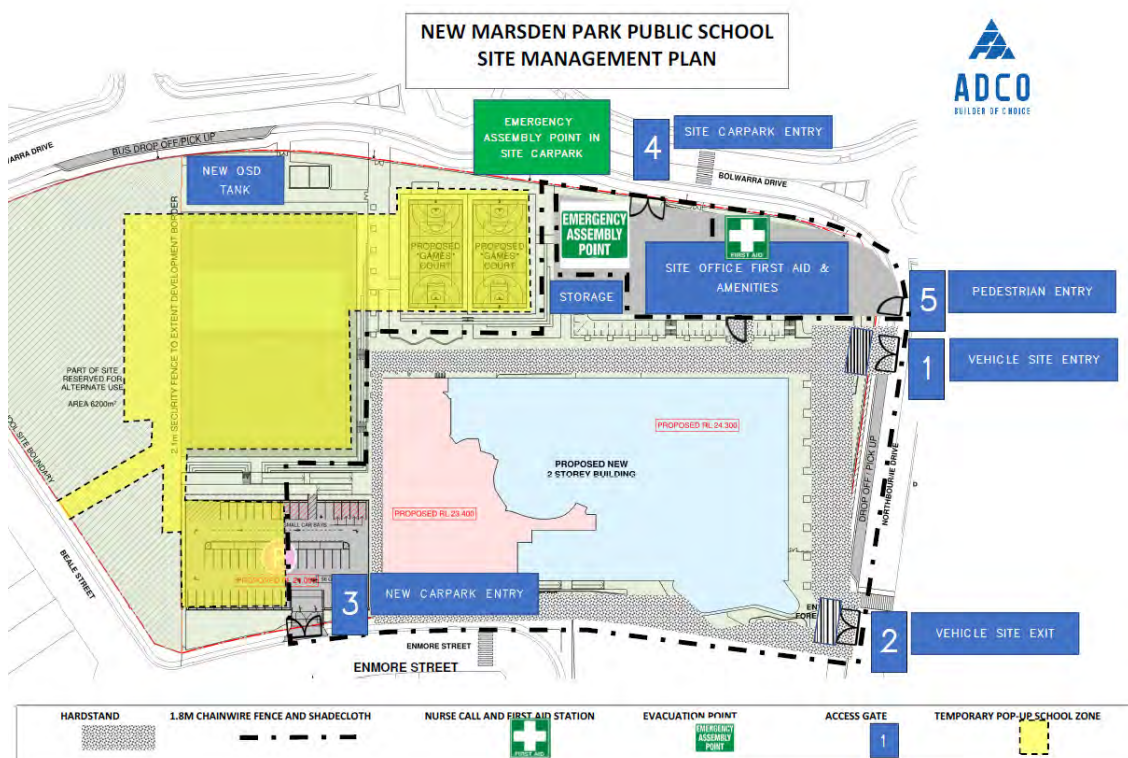 NEW MARSDEN PARK PUBLIC SCHOOL
SITE MANAGEMENT PLAN
ADCO
BUILDER OF CHOICE
EMERGENCY
ASSEMBLY POINT IN
SITE CARPARK
4
SITE CARPARK ENTRY
BUS DROP OFF/PICK UP
DRIVE
NEW OSD
TANK
BOLWARRA DRIVE
EMERGENCY
ASSEMBLY
POINT
FIRST AID
PROPOSED
"GAMES"
COURT
PROPOSED
"GAMES"
COURT
SITE OFFICE FIRST AID &
AMENITIES
STORAGE
5
PEDESTRIAN ENTRY
1
VEHICLE SITE ENTRY
2.1m SECURITY FENCE TO EXTENT DEVELOPMENT BORDER
PART OF SITE
RESERVED FOR
ALTERNATE USE
AREA 6200m²
SITE BOUNDARY
PROPOSED RL 24.300
PROPOSED NEW
2 STOREY BUILDING
DROP OFF/PICK UP
NORTHBOURNE DRIVE
PROPOSED RL 23.400
SMALL CAR BAYS
BEALE STREET
3
NEW CARPARK ENTRY
2
VEHICLE SITE EXIT
ENMORE STREET
ENMORE STREET
HARDSTAND
1.8M CHAINWIRE FENCE AND SHADECLOTH
NURSE CALL AND FIRST AID STATION
EVACUATION POINT
ACCESS GATE
TEMPORARY POP-UP SCHOOL ZONE
FIRST AID
EMERGENCY
ASSEMBLY
POINT
1